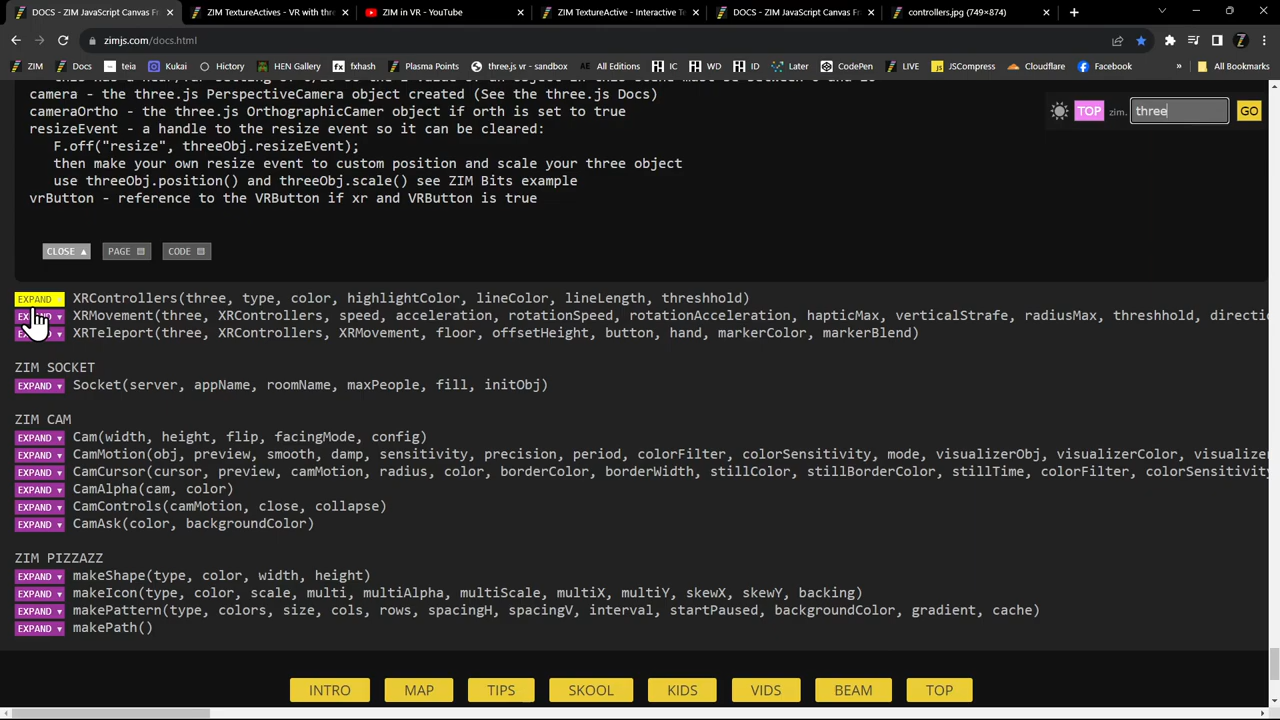 DOCS - ZIM JavaScript Canvas Fr
ZIM TextureActives - VR with thre
ZIM in VR - YouTube
ZIM TextureActive - Interactive Te
DOCS - ZIM JavaScript Canvas Fr
controllers.jpg (749×874)
zimjs.com/docs.html
ZIM
Docs
teia
Kukai
History
HEN Gallery
fxhash
Plasma Points
three.js vr - sandbox
All Editions
IC
WD
ID
Later
CodePen
LIVE
JSCompress
Cloudflare
Facebook
»
All Bookmarks
camera - the three.js PerspectiveCamera object created (See the three.js Docs)
cameraOrtho - the three.js OrthographicCamer object if orth is set to true
resizeEvent - a handle to the resize event so it can be cleared:
F.off("resize", threeObj.resizeEvent);
then make your own resize event to custom position and scale your three object
use threeObj.position() and threeObj.scale() see ZIM Bits example
vrButton - reference to the VRButton if xr and VRButton is true
TOP zim. three GO
CLOSE ▲ PAGE CODE
EXPAND XRControllers(three, type, color, highlightColor, lineColor, lineLength, threshhold)
XRMovement(three, XRControllers, speed, acceleration, rotationSpeed, rotationAcceleration, hapticMax, verticalStrafe, radiusMax, threshold, directio
XRTeleport(three, XRControllers, XRMovement, floor, offsetHeight, button, hand, markerColor, markerBlend)
ZIM SOCKET
EXPAND ▼ Socket(server, appName, roomName, maxPeople, fill, initObj)
ZIM CAM
EXPAND ▼ Cam(width, height, flip, facingMode, config)
EXPAND ▼ CamMotion(obj, preview, smooth, damp, sensitivity, precision, period, colorFilter, colorSensitivity, mode, visualizerObj, visualizerColor, visualizer
EXPAND ▼ CamCursor(cursor, preview, camMotion, radius, color, borderColor, borderWidth, stillColor, stillBorderColor, stillTime, colorFilter, colorSensitivity
EXPAND ▼ CamAlpha(cam, color)
EXPAND ▼ CamControls(camMotion, close, collapse)
EXPAND ▼ CamAsk(color, backgroundColor)
ZIM PIZZAZZ
EXPAND ▼ makeShape(type, color, width, height)
EXPAND ▼ makeIcon(type, color, scale, multi, multiAlpha, multiScale, multiX, multiY, skewX, skewY, backing)
EXPAND ▼ makePattern(type, colors, size, cols, rows, spacingH, spacingV, interval, startPaused, backgroundColor, gradient, cache)
EXPAND ▼ makePath()
INTRO
MAP
TIPS
SKOOL
KIDS
VIDS
BEAM
TOP